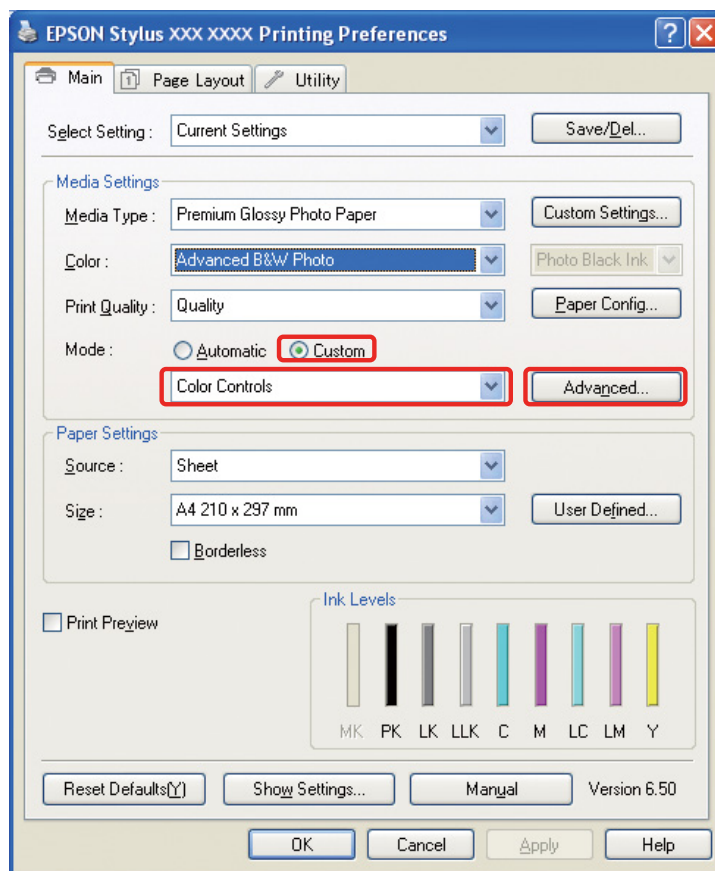 EPSON Stylus XXX XXXX Printing Preferences
Main Page Layout Utility
Select Setting : Current Settings Save/Del...
Media Settings
Media Type : Premium Glossy Photo Paper Custom Settings...
Color : Advanced B&W Photo Photo Black Ink
Print Quality : Quality Paper Config...
Mode : Automatic Custom
Color Controls Advanced...
Paper Settings
Source : Sheet
Size : A4 210 x 297 mm User Defined...
Borderless
Print Preview
Ink Levels
MK PK LK LLK C M LC LM Y
Reset Defaults(Y) Show Settings... Manual Version 6.50
OK Cancel Apply Help